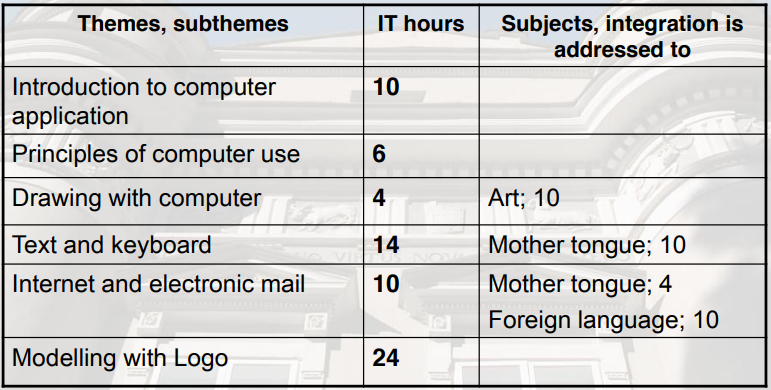 Themes, subthemes
IT hours
Subjects, integration is
addressed to
Introduction to computer
application
10
Principles of computer use
6
Drawing with computer
4
Art; 10
Text and keyboard
14
Mother tongue; 10
Internet and electronic mail
10
Mother tongue; 4
Foreign language; 10
Modelling with Logo
24